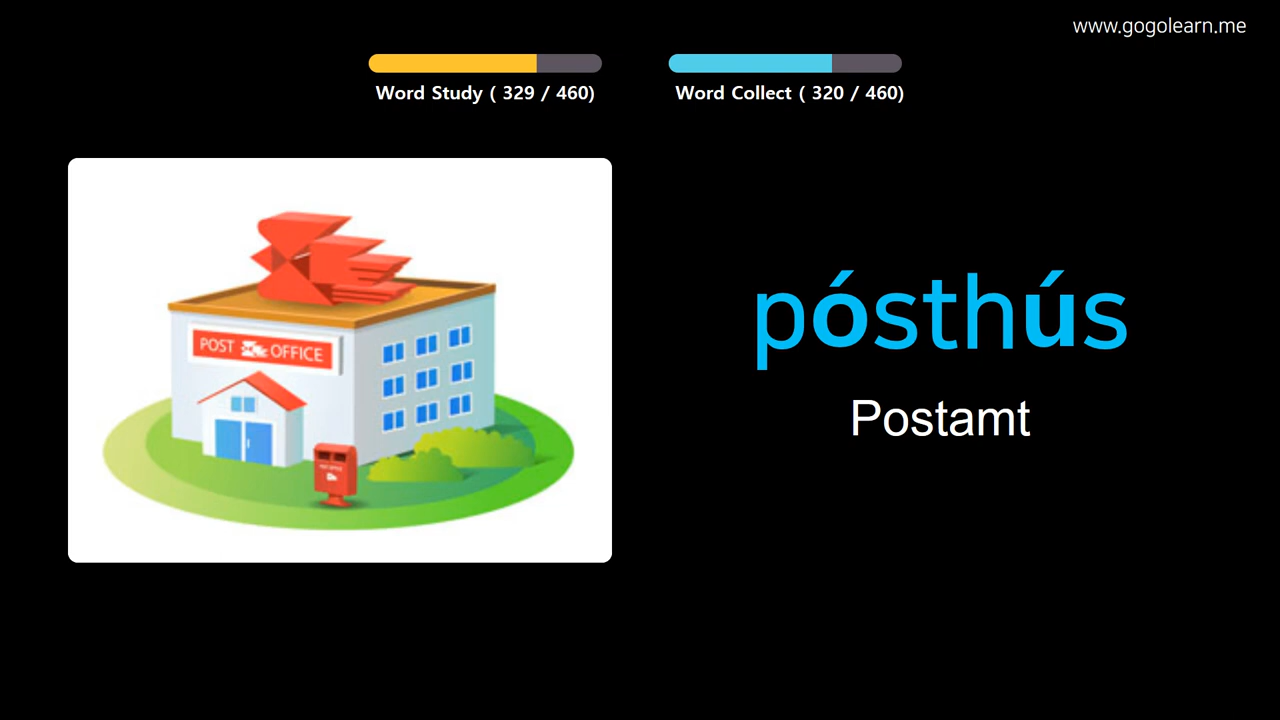 www.gogolearn.me
Word Study ( 329 / 460)
Word Collect ( 320 / 460)
POST OFFICE
pósthús
Postamt